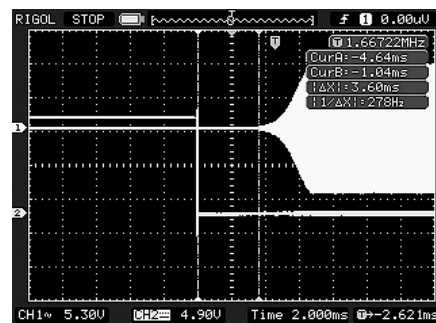 RIGOL STOP f 1 0.00uV
T 1.66722MHz
CurA=-4.64ms
CurB=-1.04ms
|ΔX|=3.60ms
|1/ΔX|=278Hz
T
1
2
CH1~ 5.30V CH2 4.90V Time 2.000ms T→-2.621ms